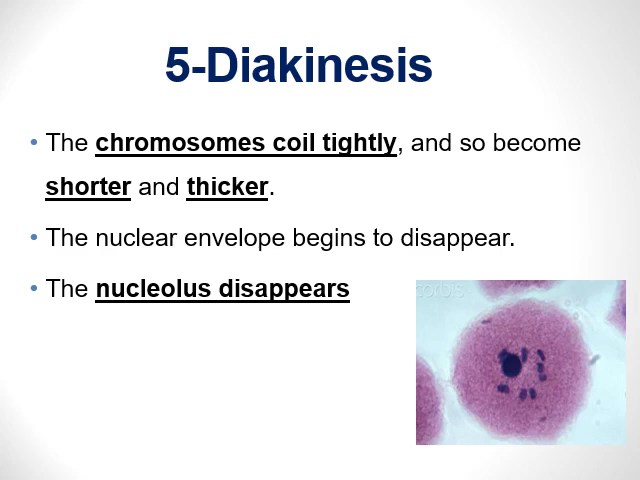 5-Diakinesis
• The chromosomes coil tightly, and so become
shorter and thicker.
• The nuclear envelope begins to disappear.
• The nucleolus disappears
corbis